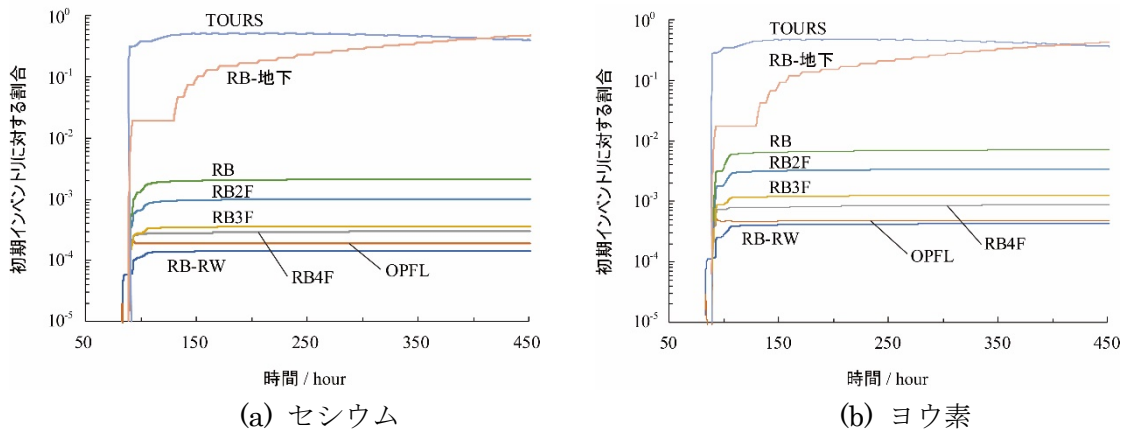 初期インベントリに対する割合
10^0
10^-1
10^-2
10^-3
10^-4
10^-5
TOURS
RB-地下
RB
RB2F
RB3F
RB-RW
RB4F
OPFL
50
150
250
350
450
時間 / hour
(a) セシウム
初期インベントリに対する割合
10^0
10^-1
10^-2
10^-3
10^-4
10^-5
TOURS
RB-地下
RB
RB2F
RB3F
RB4F
RB-RW
OPFL
50
150
250
350
450
時間 / hour
(b) ヨウ素